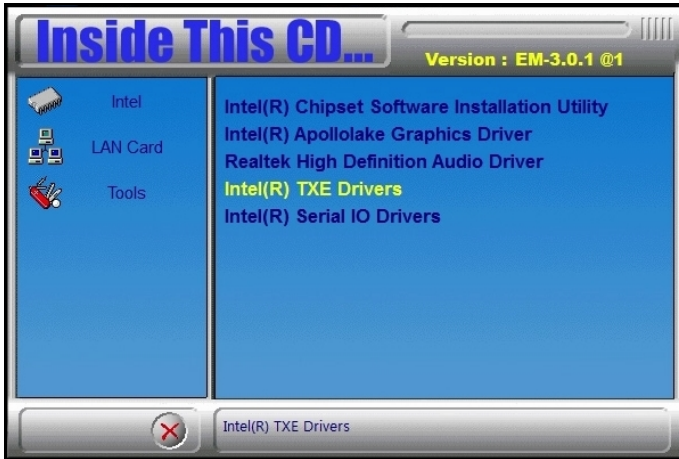 Inside This CD...
Version : EM-3.0.1 @1
Intel
LAN Card
Tools
Intel(R) Chipset Software Installation Utility
Intel(R) Apollolake Graphics Driver
Realtek High Definition Audio Driver
Intel(R) TXE Drivers
Intel(R) Serial IO Drivers
Intel(R) TXE Drivers